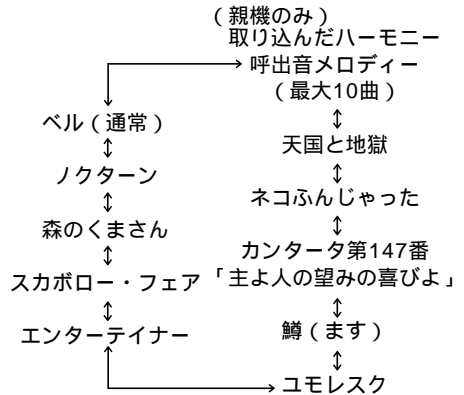 （親機のみ）
取り込んだハーモニー
呼出音メロディー
（最大10曲）
ベル（通常）
ノクターン
森のくまさん
スカボロー・フェア
エンターテイナー
天国と地獄
ネコふんじゃった
カンタータ第147番
「主よ人の望みの喜びよ」
鱒（ます）
ユモレスク